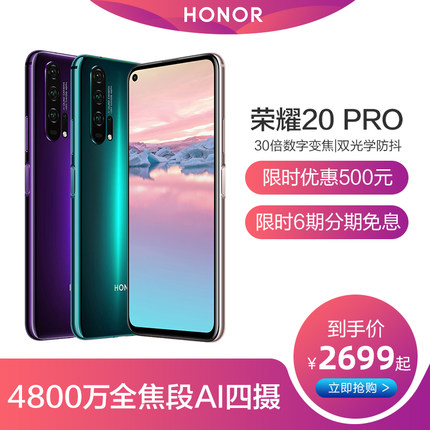 HONOR
荣耀20 PRO
30倍数字变焦|双光学防抖
限时优惠500元
限时6期分期免息
HONOR
到手价
¥2699起
立即抢购 >
4800万全焦段AI四摄